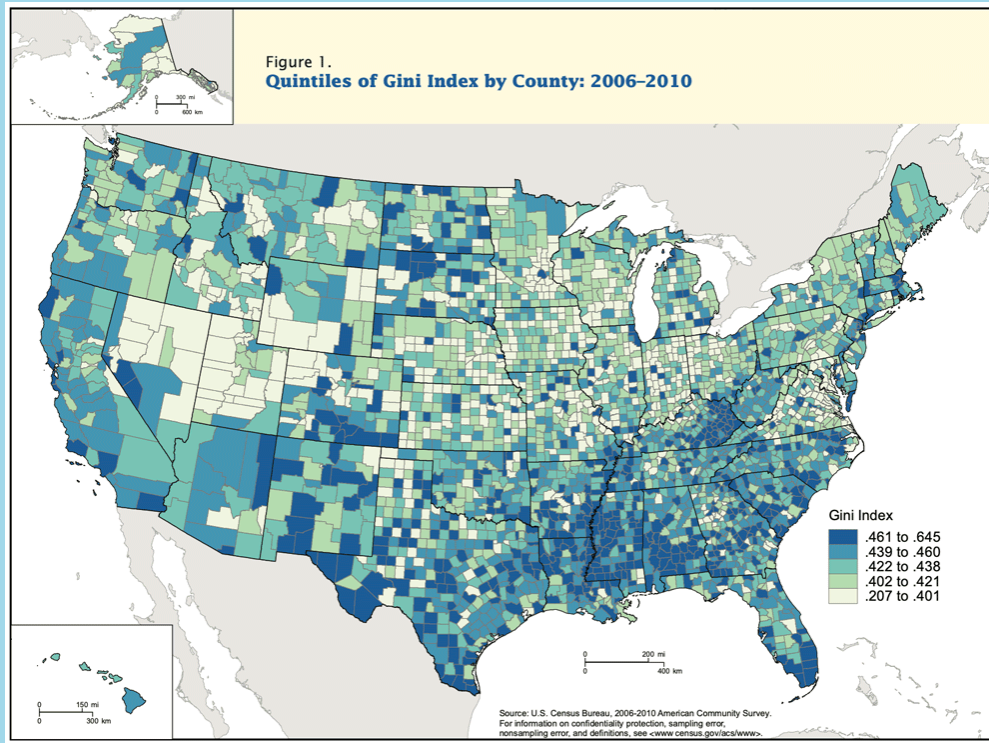 Figure 1.
Quintiles of Gini Index by County: 2006–2010
0 300 mi
0 600 km
Gini Index
.461 to .645
.439 to .460
.422 to .438
.402 to .421
.207 to .401
0 200 mi
0 400 km
0 150 mi
0 300 km
Source: U.S. Census Bureau, 2006-2010 American Community Survey.
For information on confidentiality protection, sampling error,
nonsampling error, and definitions, see <www.census.gov/acs/www>.